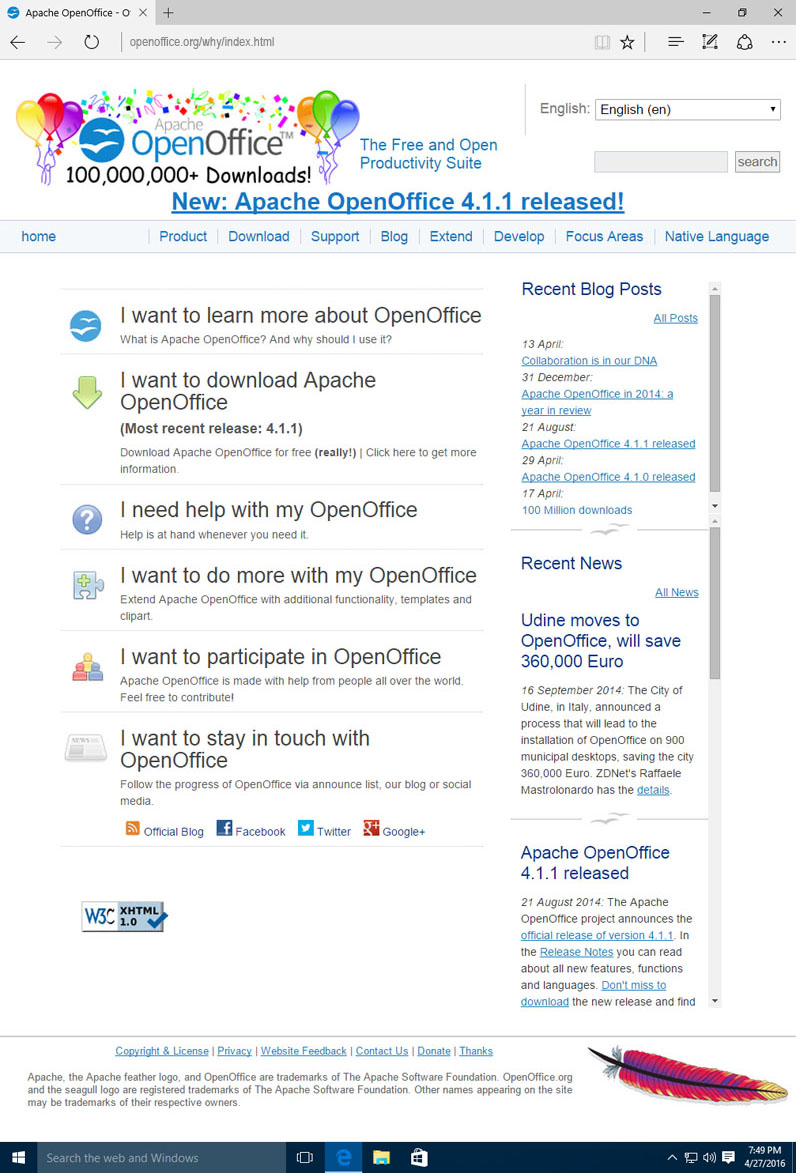 Apache OpenOffice - O
openoffice.org/why/index.html
Apache
OpenOffice™
100,000,000+ Downloads!
The Free and Open
Productivity Suite
English: English (en)
search
New: Apache OpenOffice 4.1.1 released!
home Product Download Support Blog Extend Develop Focus Areas Native Language
I want to learn more about OpenOffice
What is Apache OpenOffice? And why should I use it?
I want to download Apache
OpenOffice
(Most recent release: 4.1.1)
Download Apache OpenOffice for free (really!) | Click here to get more
information.
I need help with my OpenOffice
Help is at hand whenever you need it.
I want to do more with my OpenOffice
Extend Apache OpenOffice with additional functionality, templates and
clipart.
I want to participate in OpenOffice
Apache OpenOffice is made with help from people all over the world.
Feel free to contribute!
NEWS
I want to stay in touch with
OpenOffice
Follow the progress of OpenOffice via announce list, our blog or social
media.
Official Blog Facebook Twitter Google+
W3C XHTML
1.0
Recent Blog Posts
All Posts
13 April:
Collaboration is in our DNA
31 December:
Apache OpenOffice in 2014: a
year in review
21 August:
Apache OpenOffice 4.1.1 released
29 April:
Apache OpenOffice 4.1.0 released
17 April:
100 Million downloads
Recent News
All News
Udine moves to
OpenOffice, will save
360,000 Euro
16 September 2014: The City of
Udine, in Italy, announced a
process that will lead to the
installation of OpenOffice on 900
municipal desktops, saving the city
360,000 Euro. ZDNet's Raffaele
Mastrolonardo has the details.
Apache OpenOffice
4.1.1 released
21 August 2014: The Apache
OpenOffice project announces the
official release of version 4.1.1. In
the Release Notes you can read
about all new features, functions
and languages. Don't miss to
download the new release and find
Copyright & License | Privacy | Website Feedback | Contact Us | Donate | Thanks
Apache, the Apache feather logo, and OpenOffice are trademarks of The Apache Software Foundation. OpenOffice.org
and the seagull logo are registered trademarks of The Apache Software Foundation. Other names appearing on the site
may be trademarks of their respective owners.
Search the web and Windows
7:49 PM
4/27/2016